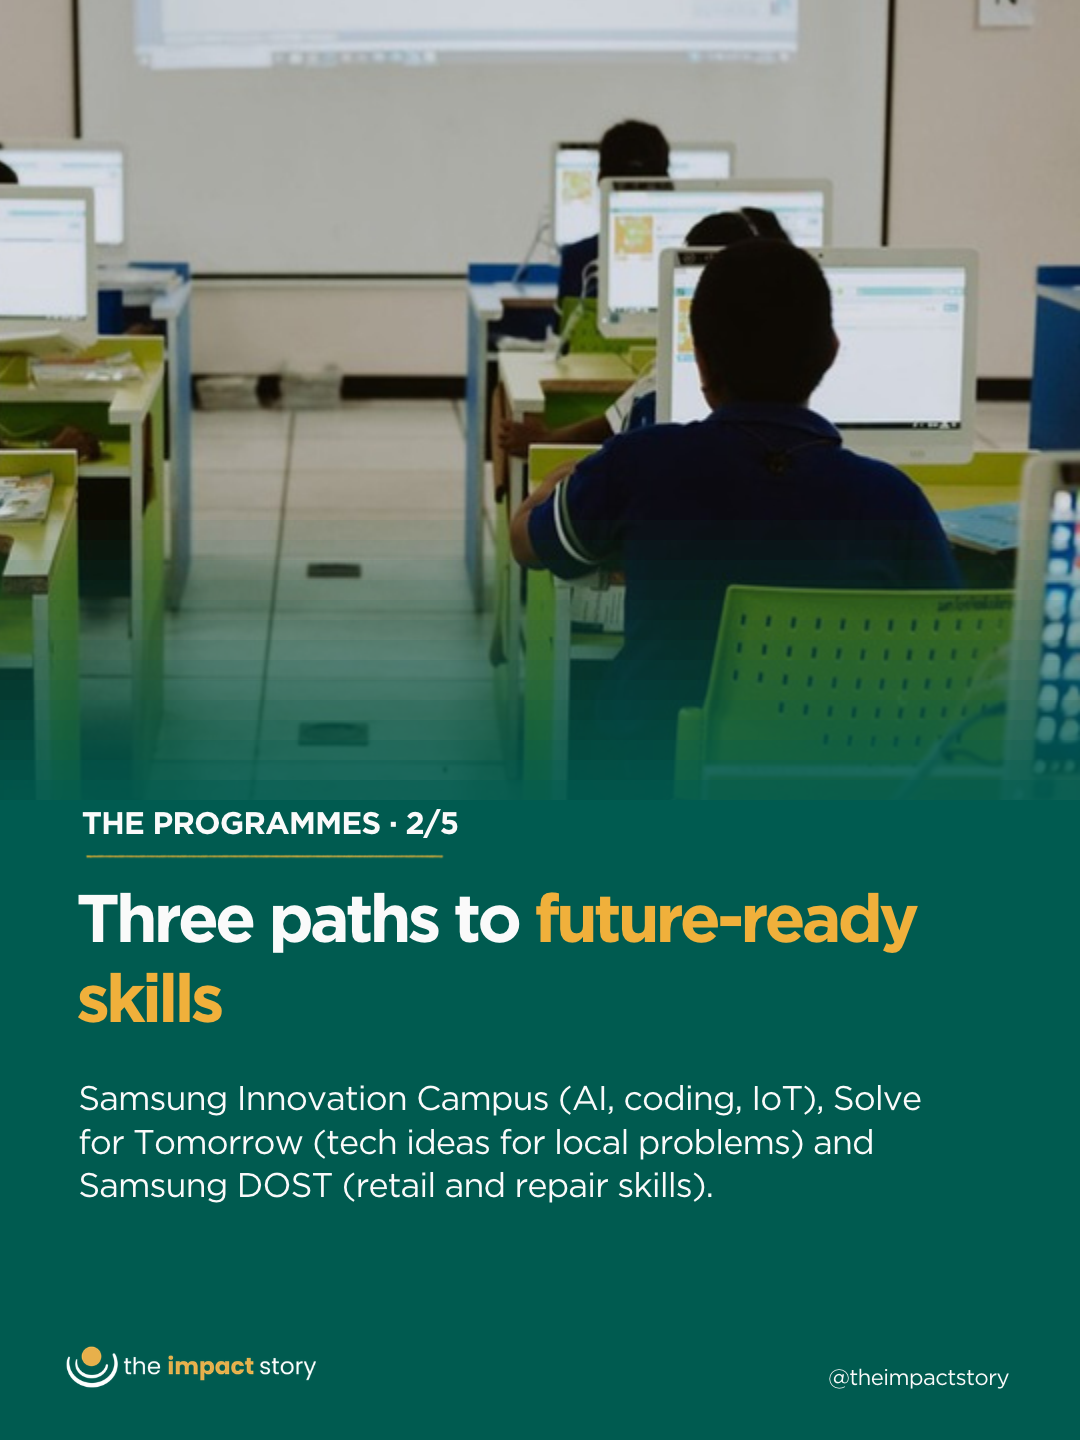 THE PROGRAMMES · 2/5
Three paths to future-ready
skills
Samsung Innovation Campus (AI, coding, IoT), Solve
for Tomorrow (tech ideas for local problems) and
Samsung DOST (retail and repair skills).
the impact story
@theimpactstory